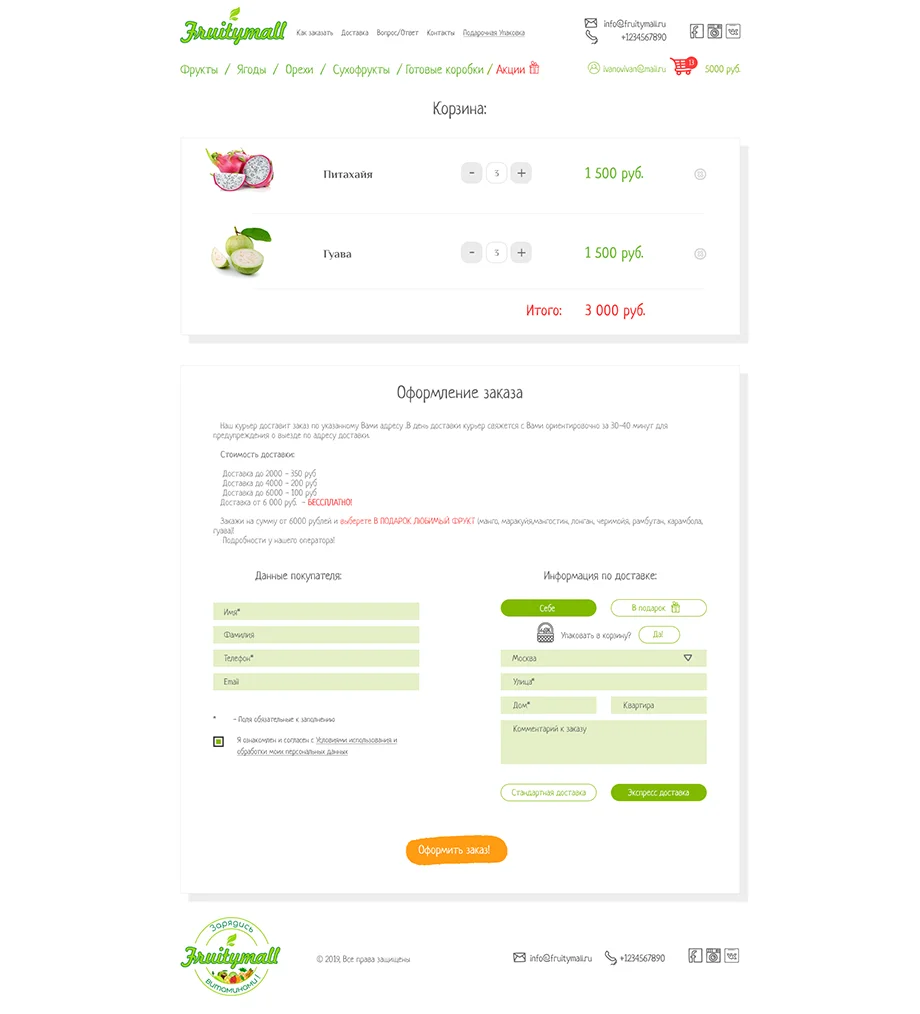 Fruitymall
Как заказать Доставка Вопрос/Ответ Контакты Подарочная Упаковка
info@fruitymall.ru
+1234567890
Фрукты / Ягоды / Орехи / Сухофрукты / Готовые коробки / Акции
ivanovivan@mail.ru 13 5000 руб.
Корзина:
Питахайя - 3 + 1 500 руб.
Гуава - 3 + 1 500 руб.
Итого: 3 000 руб.
Оформление заказа
Наш курьер доставит заказ по указанному Вами адресу .В день доставки курьер свяжется с Вами ориентировочно за 30-40 минут для
предупреждения о выезде по адресу доставки.
Стоимость доставки:
Доставка до 2000 - 350 руб
Доставка до 4000 - 200 руб
Доставка до 6000 - 100 руб
Доставка от 6 000 руб. - БЕССПЛАТНО!
Закажи на сумму от 6000 рублей и выберете В ПОДАРОК ЛЮБИМЫЙ ФРУКТ (манго, маракуйя,мангостин, лонган, черимойя, рамбутан, карамбола,
гуава)!
Подробности у нашего оператора!
Данные покупателя:
Имя*
Фамилия
Телефон*
Email
* - Поля обязательные к заполнению
Я ознакомлен и согласен с Условиями использования и
обработки моих персональных данных
Информация по доставке:
Себе В подарок
Упаковать в корзину? Да!
Москва
Улица*
Дом* Квартира
Комментарий к заказу
Стандартная доставка Экспресс доставка
Оформить заказ!
Зарядись
Fruitymall
витаминами!
© 2019, Все права защищены
info@fruitymall.ru +1234567890